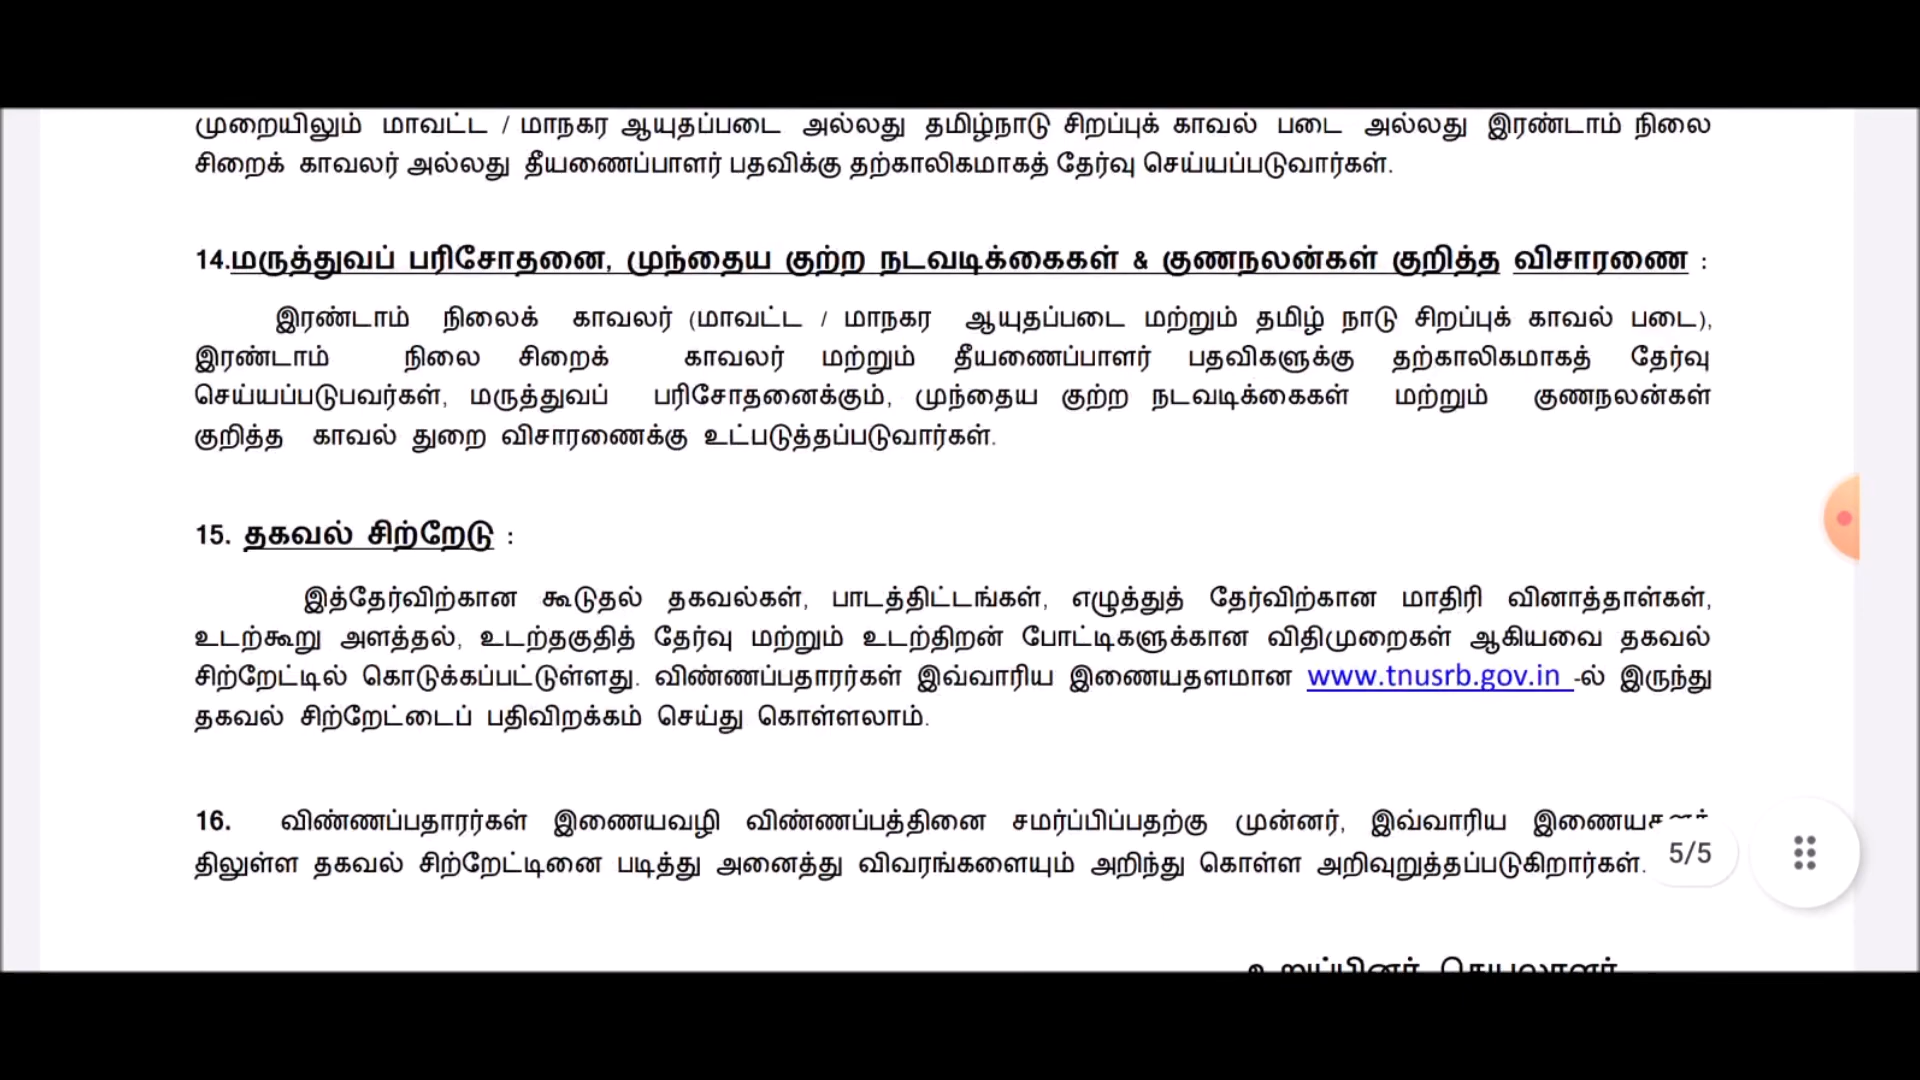 முறையிலும் மாவட்ட / மாநகர ஆயுதப்படை அல்லது தமிழ்நாடு சிறப்புக் காவல் படை அல்லது இரண்டாம் நிலை
சிறைக் காவலர் அல்லது தீயணைப்பாளர் பதவிக்கு தற்காலிகமாகத் தேர்வு செய்யப்படுவார்கள்.
14.மருத்துவப் பரிசோதனை, முந்தைய குற்ற நடவடிக்கைகள் & குணநலன்கள் குறித்த விசாரணை :
இரண்டாம் நிலைக் காவலர் (மாவட்ட / மாநகர ஆயுதப்படை மற்றும் தமிழ் நாடு சிறப்புக் காவல் படை),
இரண்டாம் நிலை சிறைக் காவலர் மற்றும் தீயணைப்பாளர் பதவிகளுக்கு தற்காலிகமாகத் தேர்வு
செய்யப்படுபவர்கள், மருத்துவப் பரிசோதனைக்கும், முந்தைய குற்ற நடவடிக்கைகள் மற்றும் குணநலன்கள்
குறித்த காவல் துறை விசாரணைக்கு உட்படுத்தப்படுவார்கள்.
15. தகவல் சிற்றேடு :
இத்தேர்விற்கான கூடுதல் தகவல்கள், பாடத்திட்டங்கள், எழுத்துத் தேர்விற்கான மாதிரி வினாத்தாள்கள்,
உடற்கூறு அளத்தல், உடற்தகுதித் தேர்வு மற்றும் உடற்திறன் போட்டிகளுக்கான விதிமுறைகள் ஆகியவை தகவல்
சிற்றேட்டில் கொடுக்கப்பட்டுள்ளது. விண்ணப்பதாரர்கள் இவ்வாரிய இணையதளமான www.tnusrb.gov.in -ல் இருந்து
தகவல் சிற்றேட்டைப் பதிவிறக்கம் செய்து கொள்ளலாம்.
16. விண்ணப்பதாரர்கள் இணையவழி விண்ணப்பத்தினை சமர்ப்பிப்பதற்கு முன்னர், இவ்வாரிய
திலுள்ள தகவல் சிற்றேட்டினை படித்து அனைத்து விவரங்களையும் அறிந்து கொள்ள அறிவுறுத்தப்படுகிறார்கள்.
5/5